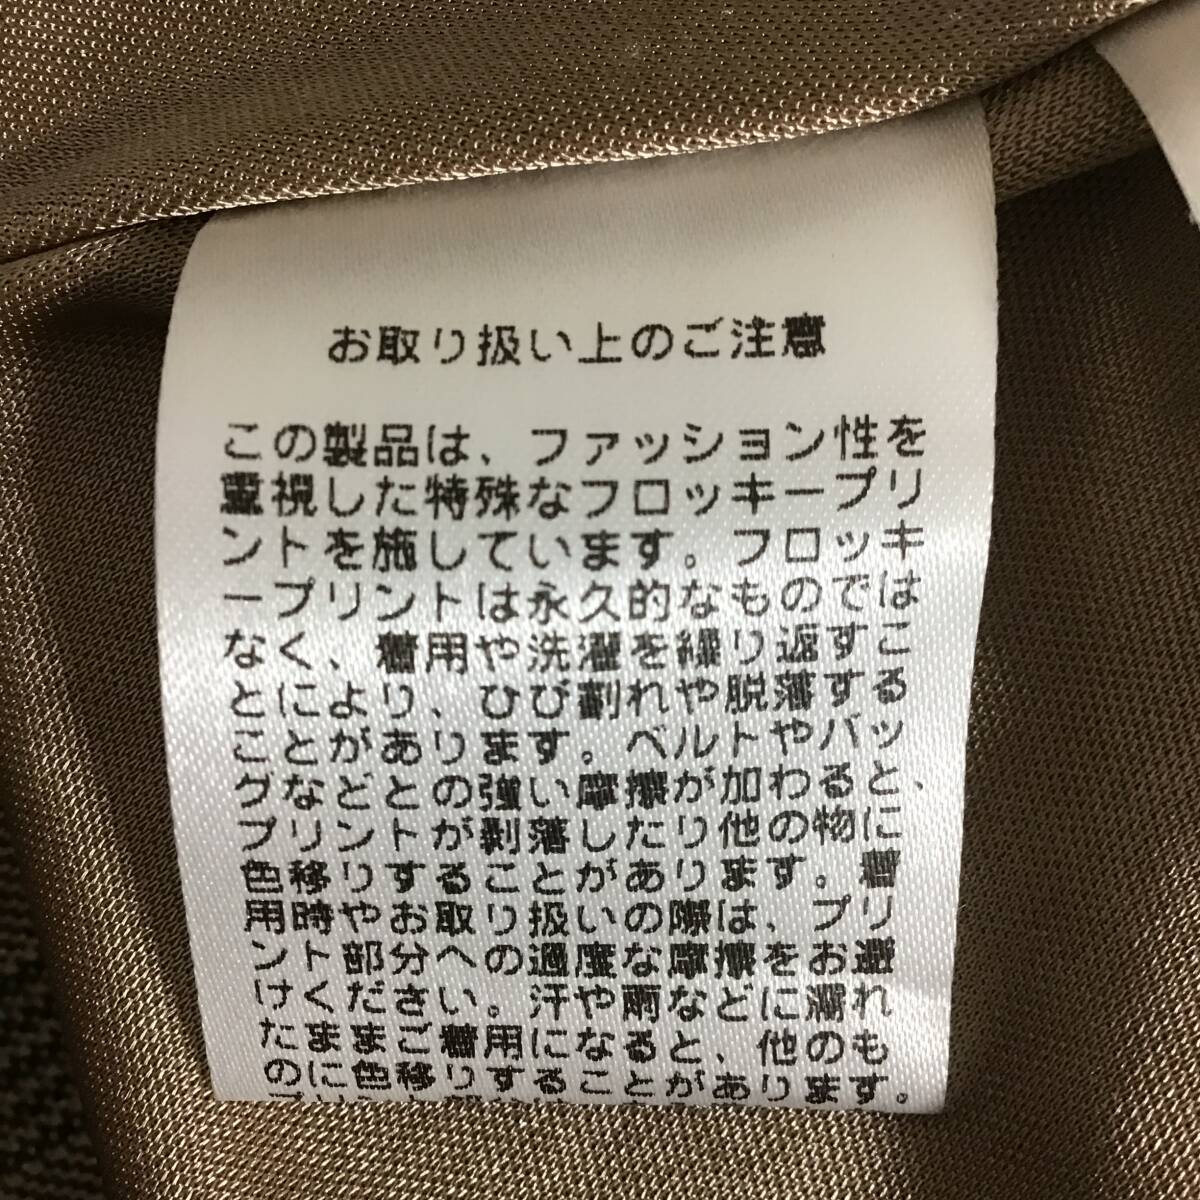 お取り扱い上のご注意
この製品は、ファッション性を
重視した特殊なフロッキープリ
ントを施しています。フロッキ
ープリントは永久的なものでは
なく、着用や洗濯を繰り返すこ
とにより、ひび割れや脱落する
ことがあります。ベルトやバッ
グなどとの強い摩擦が加わると、
プリントが剥落したり他の物に
色移りすることがあります。着
用時やお取り扱いの際は、プリ
ント部分への過度な摩擦をお避
けください。汗や雨などに濡れ
たままご着用になると、他のも
のに色移りすることがあります。